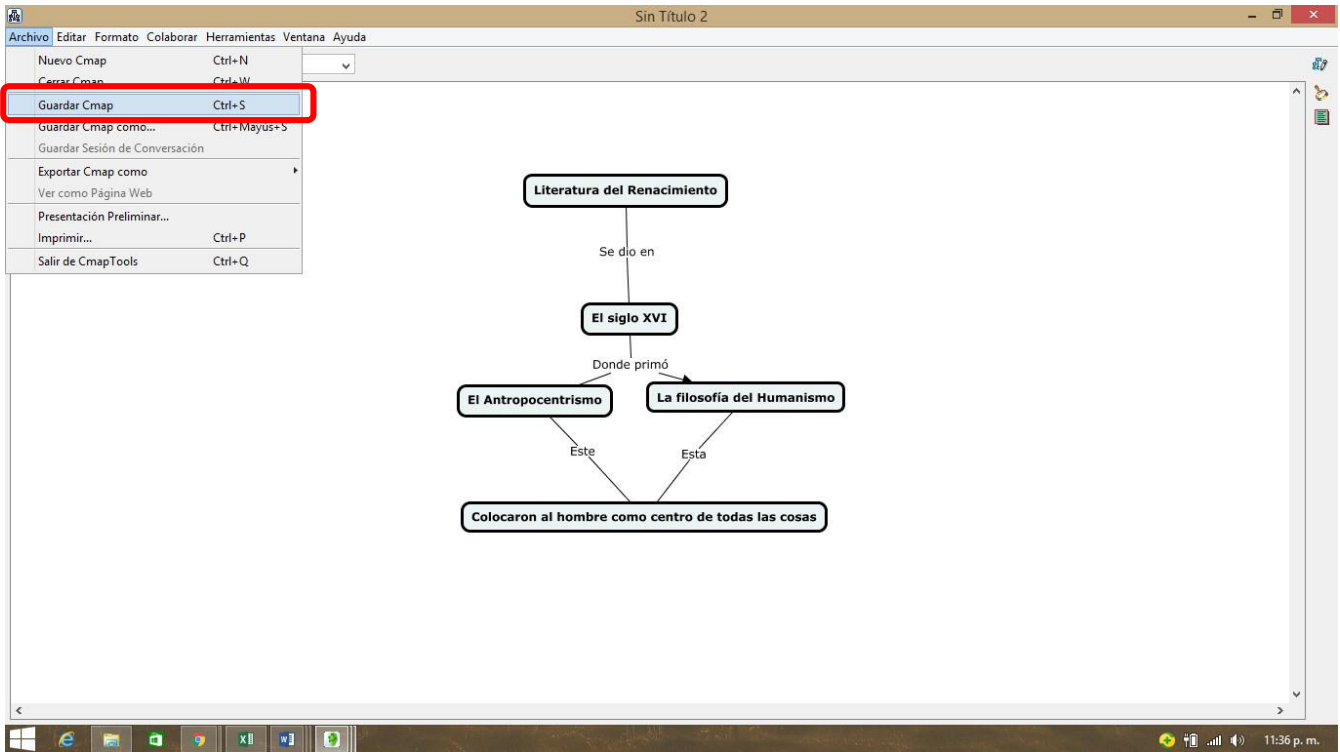 Sin Título 2
Archivo Editar Formato Colaborar Herramientas Ventana Ayuda
Nuevo Cmap Ctrl+N
Cerrar Cmap Ctrl+W
Guardar Cmap Ctrl+S
Guardar Cmap como... Ctrl+Mayus+S
Guardar Sesión de Conversación
Exportar Cmap como
Ver como Página Web
Presentación Preliminar...
Imprimir... Ctrl+P
Salir de CmapTools Ctrl+Q
Literatura del Renacimiento
Se dio en
El siglo XVI
Donde primó
El Antropocentrismo
La filosofía del Humanismo
Este
Esta
Colocaron al hombre como centro de todas las cosas
11:36 p. m.